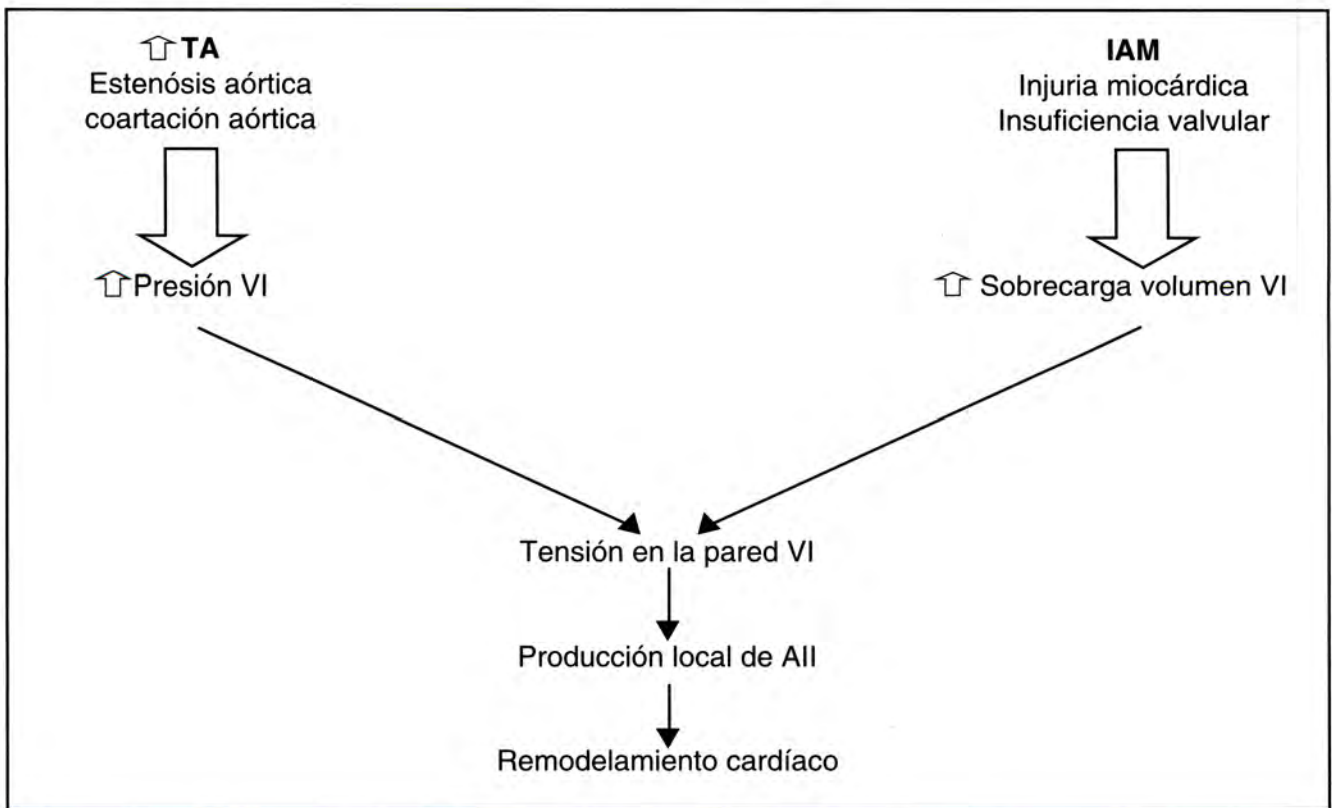 ⇧ TA
Estenósis aórtica
coartación aórtica
IAM
Injuria miocárdica
Insuficiencia valvular
⇧ Presión VI
⇧ Sobrecarga volumen VI
Tensión en la pared VI
Producción local de AII
Remodelamiento cardíaco